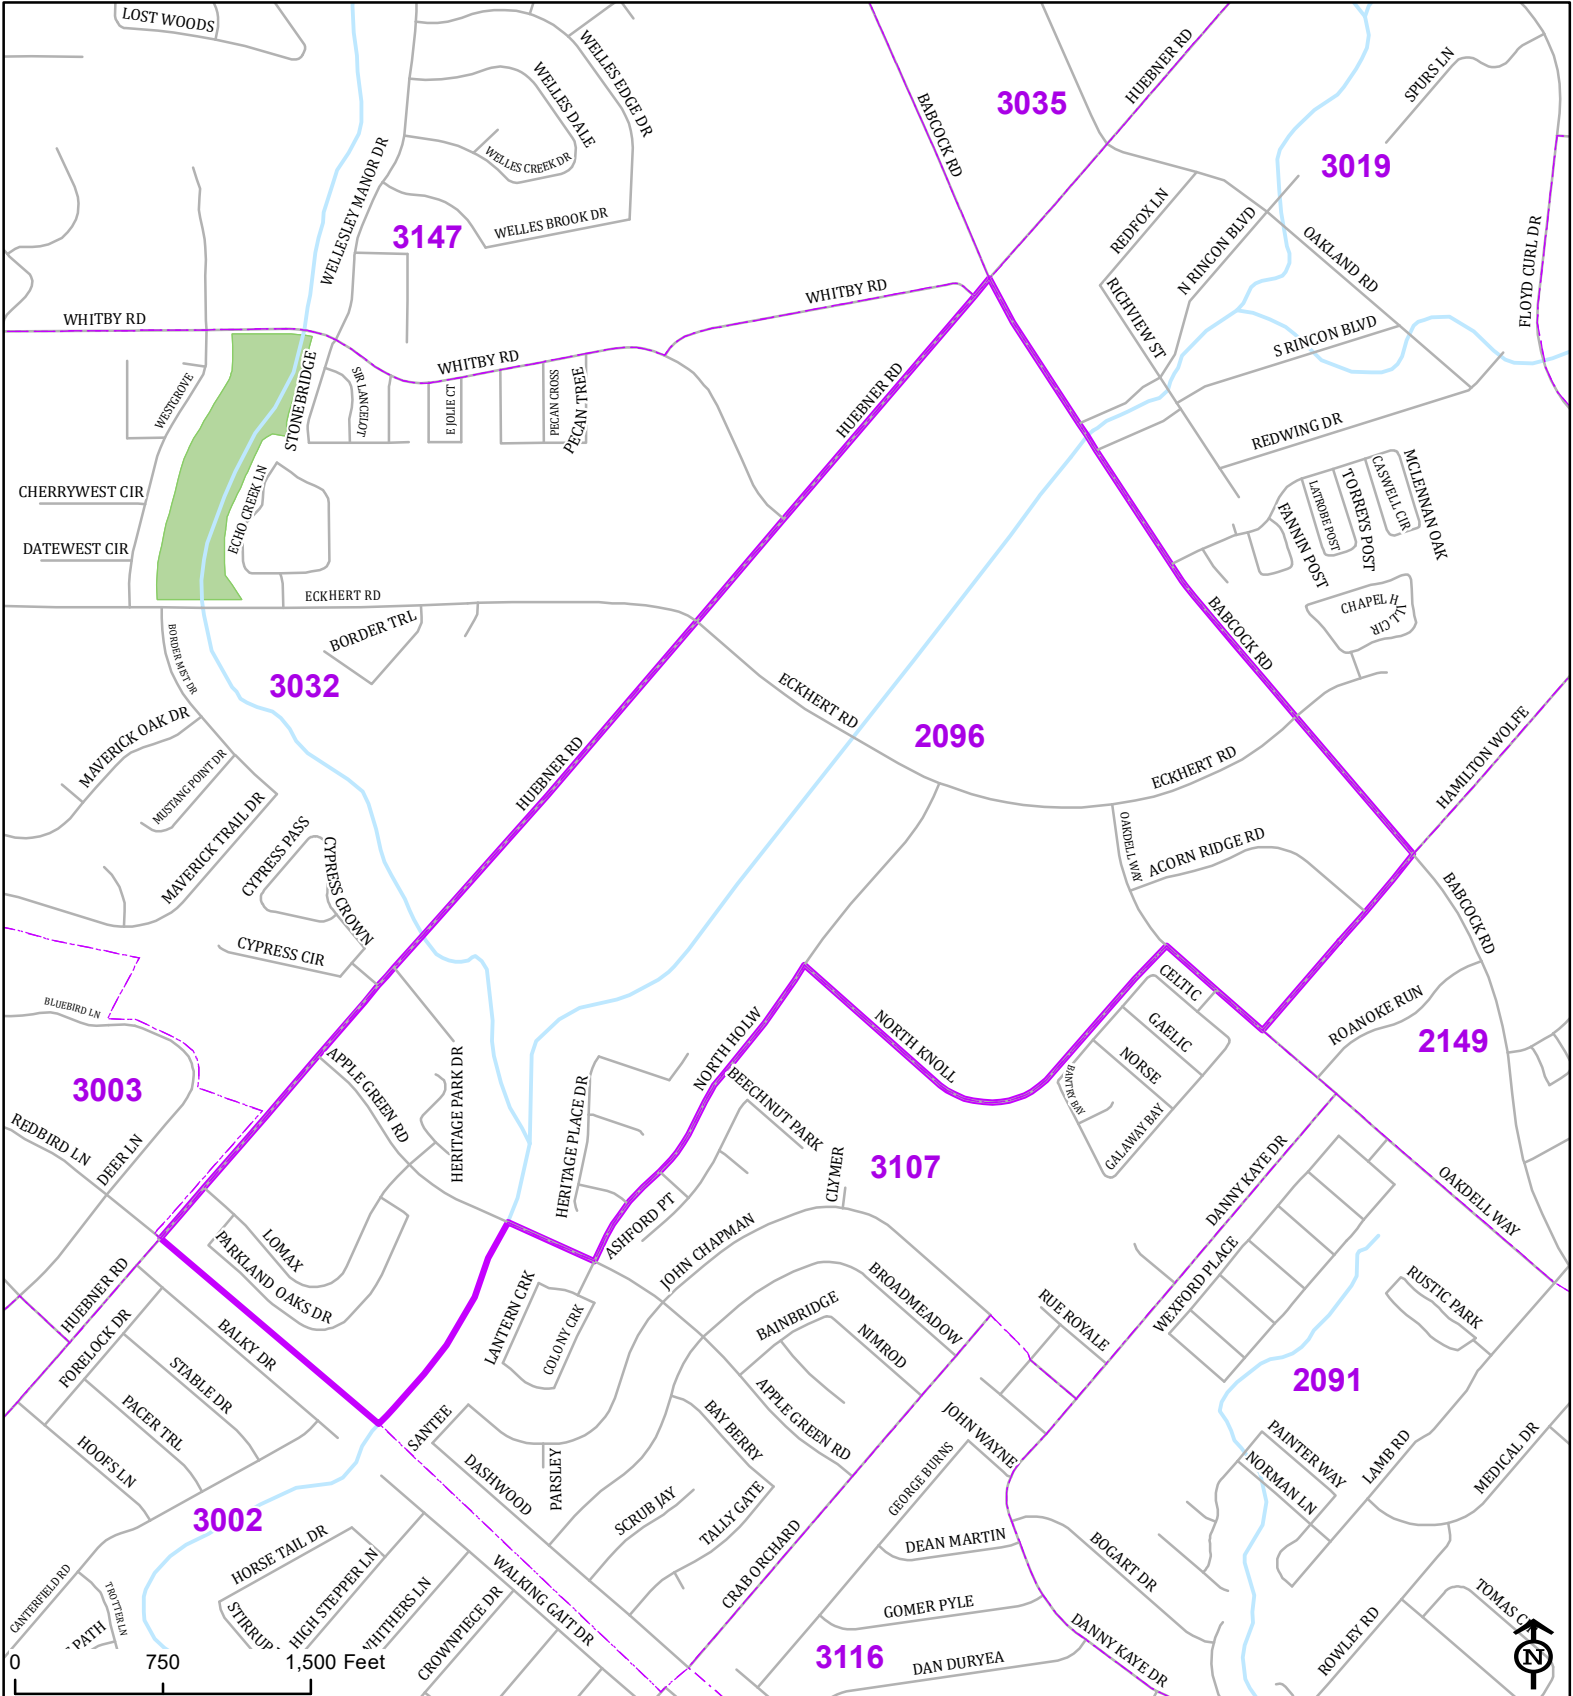 LOST WOODS
WELLES EDGE DR
WELLES DALE
WELLES CREEK DR
WELLES BROOK DR
WELLESLEY MANOR DR
3147
BABCOCK RD
3035
HUEBNER RD
SPURS LN
3019
REDFOX LN
N RINCON BLVD
OAKLAND RD
FLOYD CURL DR
RICHVIEW ST
S RINCON BLVD
WHITBY RD
WHITBY RD
WHITBY RD
WESTGROVE
STONEBRIDGE
SIR LANCELOT
E JOLIE CT
PECAN CROSS
PECAN TREE
HUEBNER RD
REDWING DR
CHERRYWEST CIR
ECHO CREEK LN
DATEWEST CIR
MCLENNAN OAK
CASWELL CIR
TORREYS POST
LATROBE POST
FANNIN POST
CHAPEL HILL CIR
ECKHERT RD
BORDER TRL
BORDER MIST DR
3032
BABCOCK RD
ECKHERT RD
2096
HAMILTON WOLFE
MAVERICK OAK DR
MUSTANG POINT DR
HUEBNER RD
ECKHERT RD
MAVERICK TRAIL DR
CYPRESS PASS
CYPRESS CROWN
OAKDELL WAY
ACORN RIDGE RD
BABCOCK RD
CYPRESS CIR
BLUEBIRD LN
CELTIC
GAELIC
NORSE
BANTRY BAY
GALAWAY BAY
ROANOKE RUN
2149
NORTH HOLW
NORTH KNOLL
3003
APPLE GREEN RD
HERITAGE PARK DR
HERITAGE PLACE DR
BEECHNUT PARK
REDBIRD LN
DEER LN
3107
CLYMER
DANNY KAYE DR
OAKDELL WAY
ASHFORD PT
JOHN CHAPMAN
LOMAX
PARKLAND OAKS DR
HUEBNER RD
FORELOCK DR
BALKY DR
LANTERN CRK
COLONY CRK
BAINBRIDGE
BROADMEADOW
NIMROD
RUE ROYALE
WEXFORD PLACE
RUSTIC PARK
2091
STABLE DR
PACER TRL
HOOFS LN
SANTEE
DASHWOOD
PARSLEY
BAY BERRY
APPLE GREEN RD
JOHN WAYNE
GEORGE BURNS
PAINTER WAY
NORMAN LN
LAMB RD
MEDICAL DR
3002
SCRUB JAY
TALLY GATE
CRAB ORCHARD
DEAN MARTIN
BOGART DR
HORSE TAIL DR
HIGH STEPPER LN
WALKING GAIT DR
CANTERFIELD RD
TROTTER LN
PATH
STIRRUP
WHITHERS LN
CROWNPIECE DR
GOMER PYLE
3116
DAN DURYEA
DANNY KAYE DR
ROWLEY RD
TOMAS
0 750 1,500 Feet
N